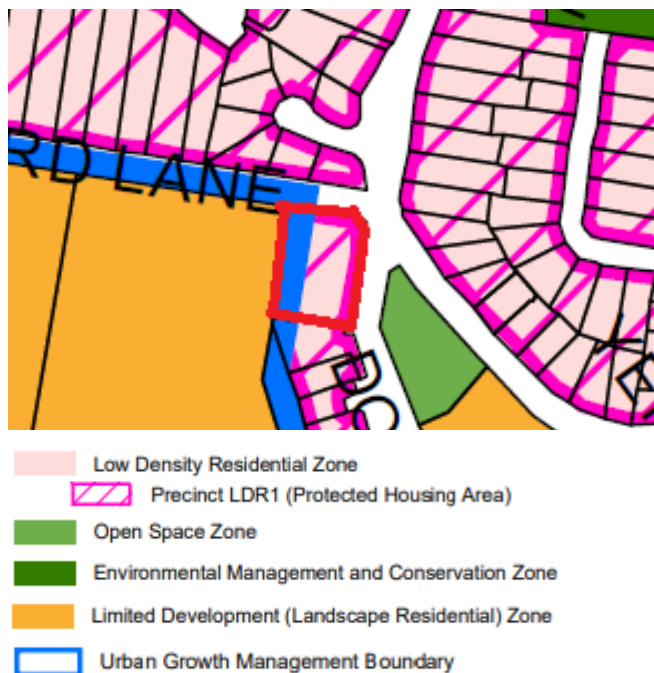 RD LANE
DO
Low Density Residential Zone
Precinct LDR1 (Protected Housing Area)
Open Space Zone
Environmental Management and Conservation Zone
Limited Development (Landscape Residential) Zone
Urban Growth Management Boundary